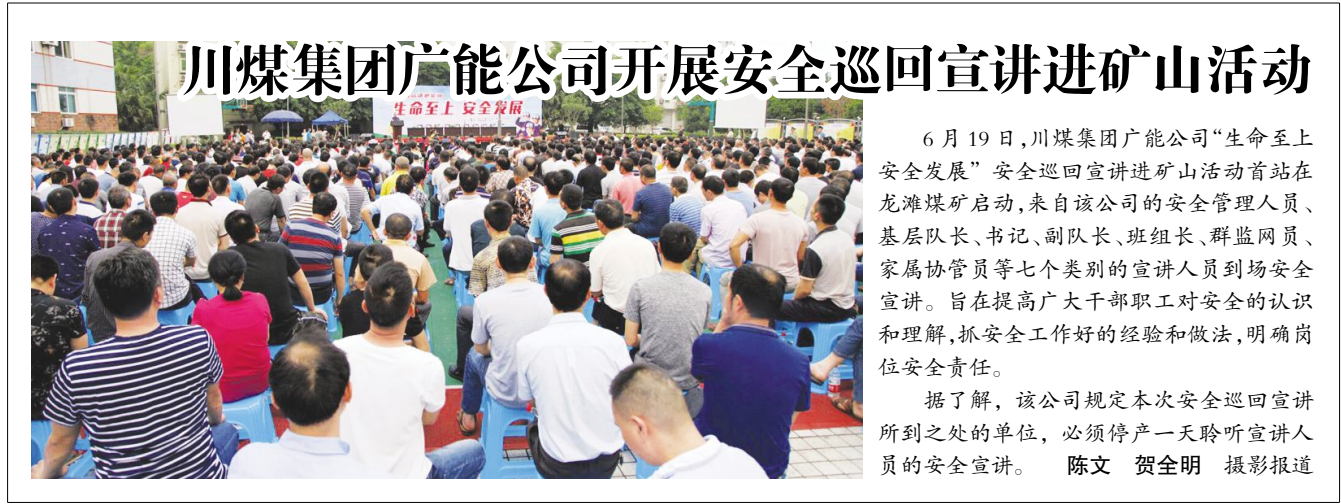 川煤集团广能公司开展安全巡回宣讲进矿山活动
生命至上 安全发展
6月19日,川煤集团广能公司“生命至上
安全发展”安全巡回宣讲进矿山活动首站在
龙滩煤矿启动,来自该公司的安全管理人员、
基层队长、书记、副队长、班组长、群监网员、
家属协管员等七个类别的宣讲人员到场安全
宣讲。旨在提高广大干部职工对安全的认识
和理解,抓安全工作好的经验和做法,明确岗
位安全责任。
据了解，该公司规定本次安全巡回宣讲
所到之处的单位，必须停产一天聆听宣讲人
员的安全宣讲。 陈文 贺全明 摄影报道